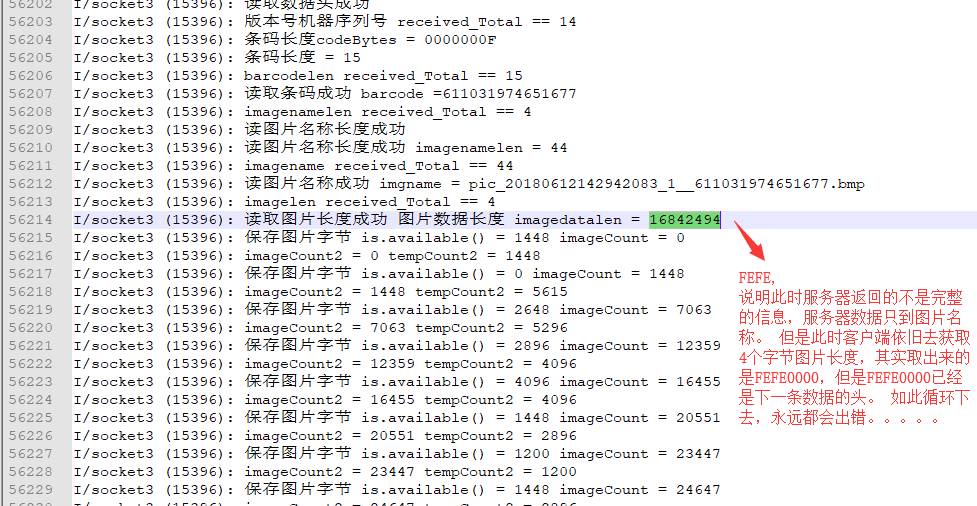 56202 I/socket3 (15396): 读取数据头成功
56203 I/socket3 (15396): 版本号机器序列号 received_Total == 14
56204 I/socket3 (15396): 条码长度codeBytes = 0000000F
56205 I/socket3 (15396): 条码长度 = 15
56206 I/socket3 (15396): barcodelen received_Total == 15
56207 I/socket3 (15396): 读取条码成功 barcode =611031974651677
56208 I/socket3 (15396): imagenamelen received_Total == 4
56209 I/socket3 (15396): 读图片名称长度成功
56210 I/socket3 (15396): 读图片名称长度成功 imagenamelen = 44
56211 I/socket3 (15396): imagename received_Total == 44
56212 I/socket3 (15396): 读图片名称成功 imgname = pic_20180612142942083_1__611031974651677.bmp
56213 I/socket3 (15396): imagelen received_Total == 4
56214 I/socket3 (15396): 读取图片长度成功 图片数据长度 imagedatalen = 16842494
56215 I/socket3 (15396): 保存图片字节 is.available() = 1448 imageCount = 0
56216 I/socket3 (15396): imageCount2 = 0 tempCount2 = 1448
56217 I/socket3 (15396): 保存图片字节 is.available() = 0 imageCount = 1448
56218 I/socket3 (15396): imageCount2 = 1448 tempCount2 = 5615
56219 I/socket3 (15396): 保存图片字节 is.available() = 2648 imageCount = 7063
56220 I/socket3 (15396): imageCount2 = 7063 tempCount2 = 5296
56221 I/socket3 (15396): 保存图片字节 is.available() = 2896 imageCount = 12359
56222 I/socket3 (15396): imageCount2 = 12359 tempCount2 = 4096
56223 I/socket3 (15396): 保存图片字节 is.available() = 4096 imageCount = 16455
56224 I/socket3 (15396): imageCount2 = 16455 tempCount2 = 4096
56225 I/socket3 (15396): 保存图片字节 is.available() = 1448 imageCount = 20551
56226 I/socket3 (15396): imageCount2 = 20551 tempCount2 = 2896
56227 I/socket3 (15396): 保存图片字节 is.available() = 1200 imageCount = 23447
56228 I/socket3 (15396): imageCount2 = 23447 tempCount2 = 1200
56229 I/socket3 (15396): 保存图片字节 is.available() = 1448 imageCount = 24647
FEFE,
说明此时服务器返回的不是完整
的信息，服务器数据只到图片名
称。 但是此时客户端依旧去获取
4个字节图片长度，其实取出来的
是FEFE0000，但是FEFE0000已经
是下一条数据的头。 如此循环下
去，永远都会出错。。。。。